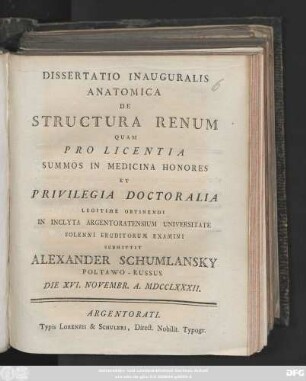 6
DISSERTATIO INAUGURALIS
ANATOMICA
DE
STRUCTURA RENUM
QUAM
PRO LICENTIA
SUMMOS IN MEDICINA HONORES
ET
PRIVILEGIA DOCTORALIA
LEGITIME OBTINENDI
IN INCLYTA ARGENTORATENSIUM UNIVERSITATE
SOLEMNI ERUDITORUM EXAMINI
SUBMITTIT
ALEXANDER SCHUMLANSKY
POLTAWO-RUSSUS
DIE XVI. NOVEMBR. A. MDCCLXXXII.
ARGENTORATI.
Typis LORENZII & SCHULERI, Direct. Nobilit. Typogr.